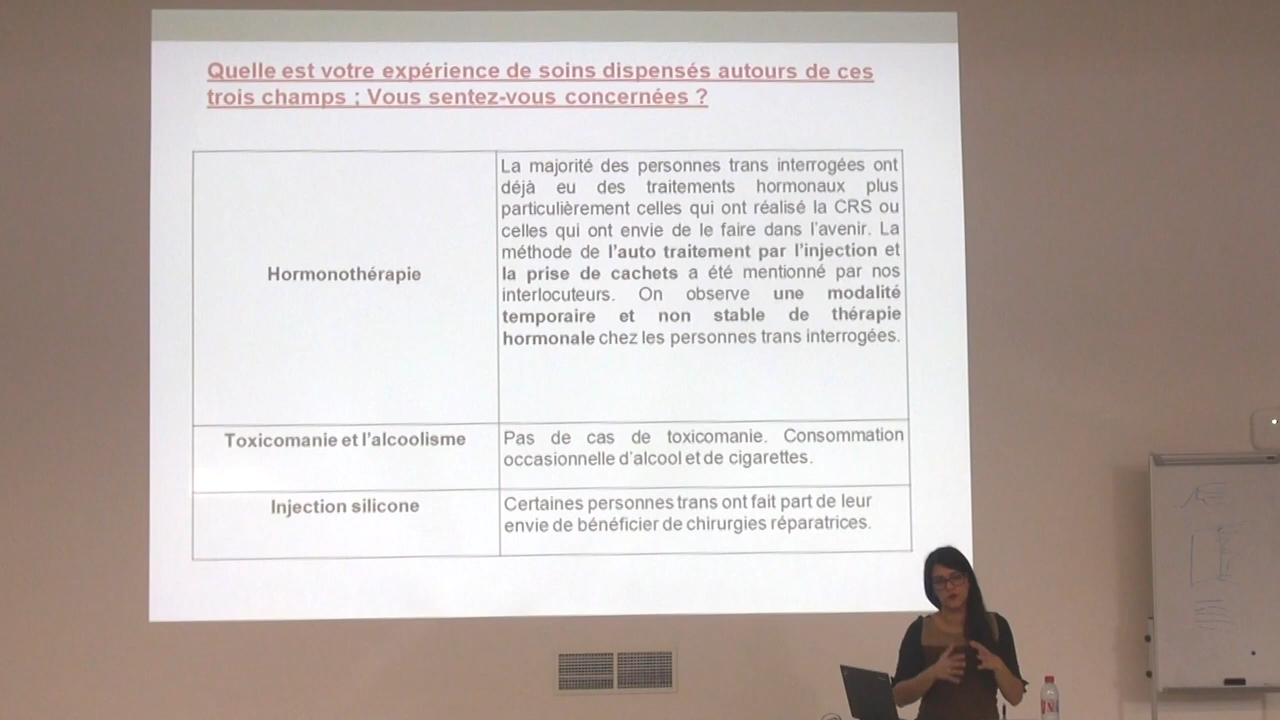 Quelle est votre expérience de soins dispensés autours de ces
trois champs ; Vous sentez-vous concernées ?
Hormonothérapie
La majorité des personnes trans interrogées ont
déjà eu des traitements hormonaux plus
particulièrement celles qui ont réalisé la CRS ou
celles qui ont envie de le faire dans l'avenir. La
méthode de l'auto traitement par l'injection et
la prise de cachets a été mentionné par nos
interlocuteurs. On observe une modalité
temporaire et non stable de thérapie
hormonale chez les personnes trans interrogées.
Toxicomanie et l'alcoolisme
Pas de cas de toxicomanie. Consommation
occasionnelle d'alcool et de cigarettes.
Injection silicone
Certaines personnes trans ont fait part de leur
envie de bénéficier de chirurgies réparatrices.